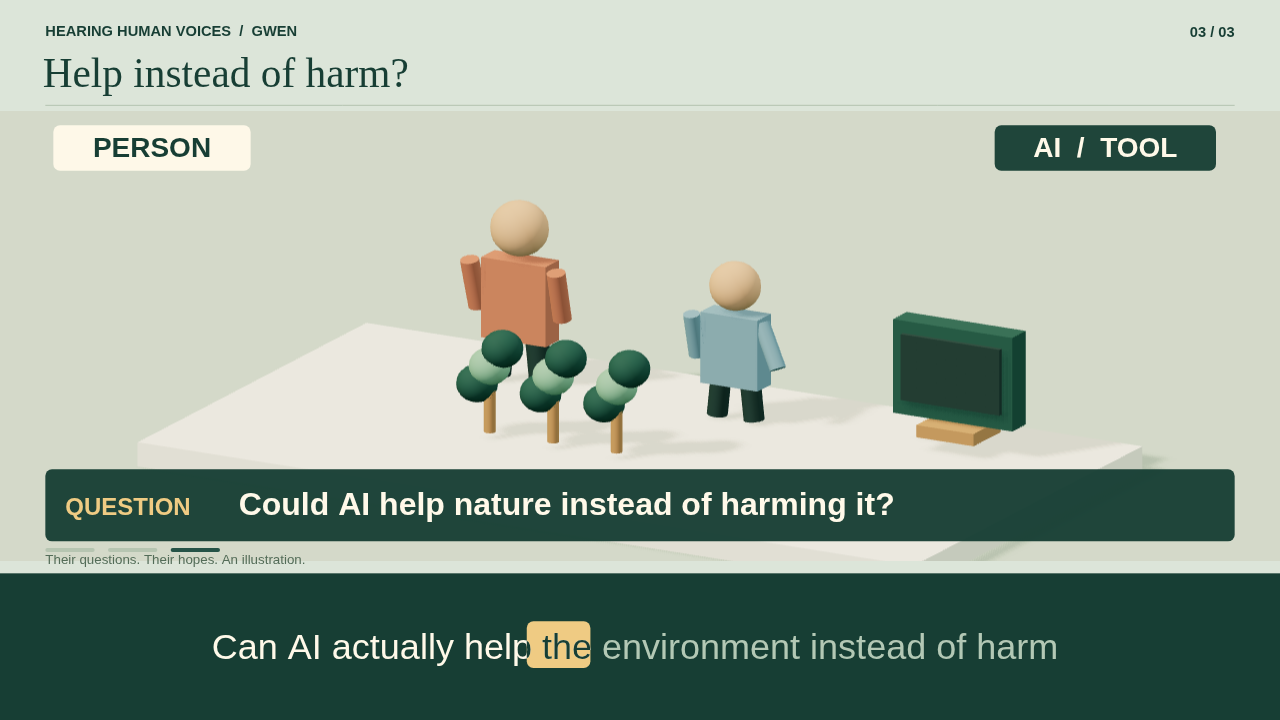 HEARING HUMAN VOICES / GWEN
03 / 03
Help instead of harm?
PERSON
AI / TOOL
QUESTION Could AI help nature instead of harming it?
Their questions. Their hopes. An illustration.
Can AI actually help the environment instead of harm